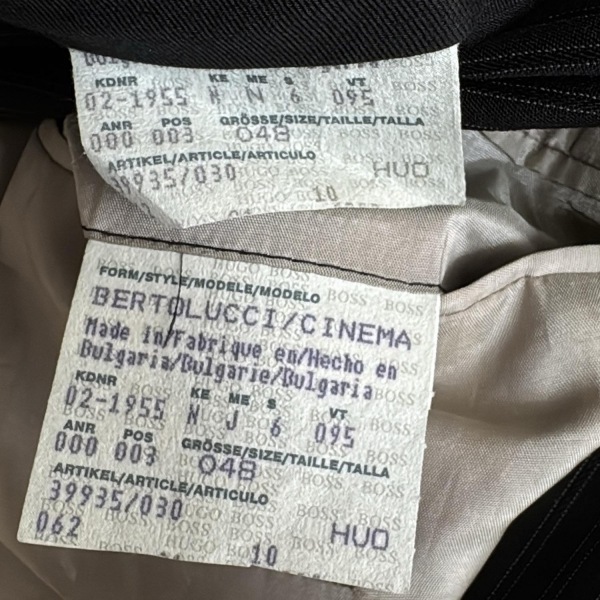 KDNR KE ME S VT
02-1955 N N 6 095
ANR POS GRÖSSE/SIZE/TAILLE/TALLA
000 003 048
ARTIKEL/ARTICLE/ARTICULO
39935/030 HUO
10
FORM/STYLE/MODELE/MODELO
BERTOLUCCI/CINEMA
Made in/Fabrique en/Hecho en
Bulgaria/Bulgarie/Bulgaria
KDNR KE ME S VT
02-1955 N J 6 095
ANR POS GRÖSSE/SIZE/TAILLE/TALLA
000 003 048
ARTIKEL/ARTICLE/ARTICULO
39935/030
062 10 HUO